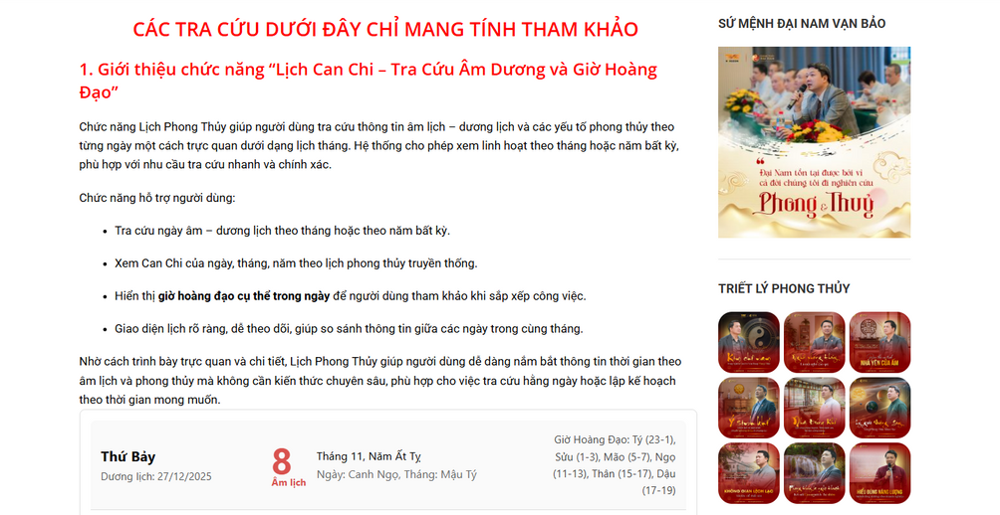 CÁC TRA CỨU DƯỚI ĐÂY CHỈ MANG TÍNH THAM KHẢO
1. Giới thiệu chức năng “Lịch Can Chi – Tra Cứu Âm Dương và Giờ Hoàng
Đạo”
Chức năng Lịch Phong Thủy giúp người dùng tra cứu thông tin âm lịch – dương lịch và các yếu tố phong thủy theo
từng ngày một cách trực quan dưới dạng lịch tháng. Hệ thống cho phép xem linh hoạt theo tháng hoặc năm bất kỳ,
phù hợp với nhu cầu tra cứu nhanh và chính xác.
Chức năng hỗ trợ người dùng:
• Tra cứu ngày âm – dương lịch theo tháng hoặc theo năm bất kỳ.
• Xem Can Chi của ngày, tháng, năm theo lịch phong thủy truyền thống.
• Hiển thị giờ hoàng đạo cụ thể trong ngày để người dùng tham khảo khi sắp xếp công việc.
• Giao diện lịch rõ ràng, dễ theo dõi, giúp so sánh thông tin giữa các ngày trong cùng tháng.
Nhờ cách trình bày trực quan và chi tiết, Lịch Phong Thủy giúp người dùng dễ dàng nắm bắt thông tin thời gian theo
âm lịch và phong thủy mà không cần kiến thức chuyên sâu, phù hợp cho việc tra cứu hằng ngày hoặc lập kế hoạch
theo thời gian mong muốn.
Thứ Bảy
Dương lịch: 27/12/2025
8
Âm lịch
Tháng 11, Năm Ất Tỵ
Ngày: Canh Ngọ, Tháng: Mậu Tý
Giờ Hoàng Đạo: Tý (23-1),
Sửu (1-3), Mão (5-7), Ngọ
(11-13), Thân (15-17), Dậu
(17-19)
SỨ MỆNH ĐẠI NAM VẠN BẢO
“Đại Nam tồn tại được bởi vì
cả đời chúng tôi đi nghiên cứu
Phong & Thuỷ
TRIẾT LÝ PHONG THỦY
NHÀ YÊN CỬA ẤM
KHÔNG GIAN LỆCH LẠC
HIỂU ĐÚNG NĂNG LƯỢNG